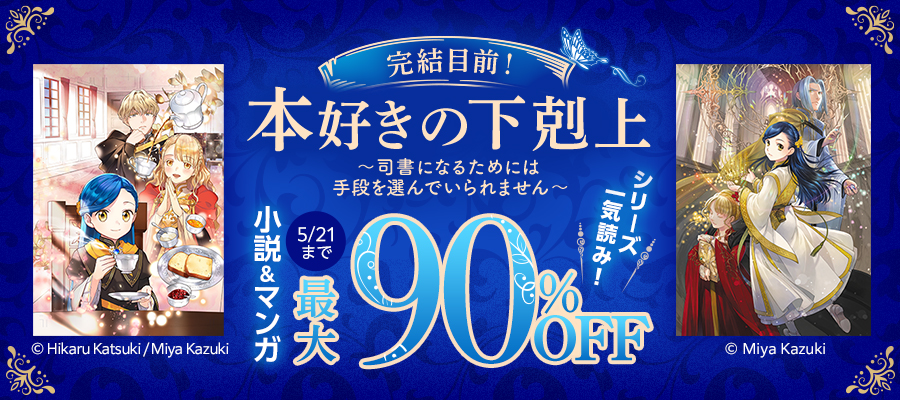 完結目前！
本好きの下剋上
～司書になるためには
手段を選んでいられません～
シリーズ
一気読み！
小説&マンガ
5/21
まで
最大
90%OFF
© Hikaru Katsuki / Miya Kazuki
© Miya Kazuki